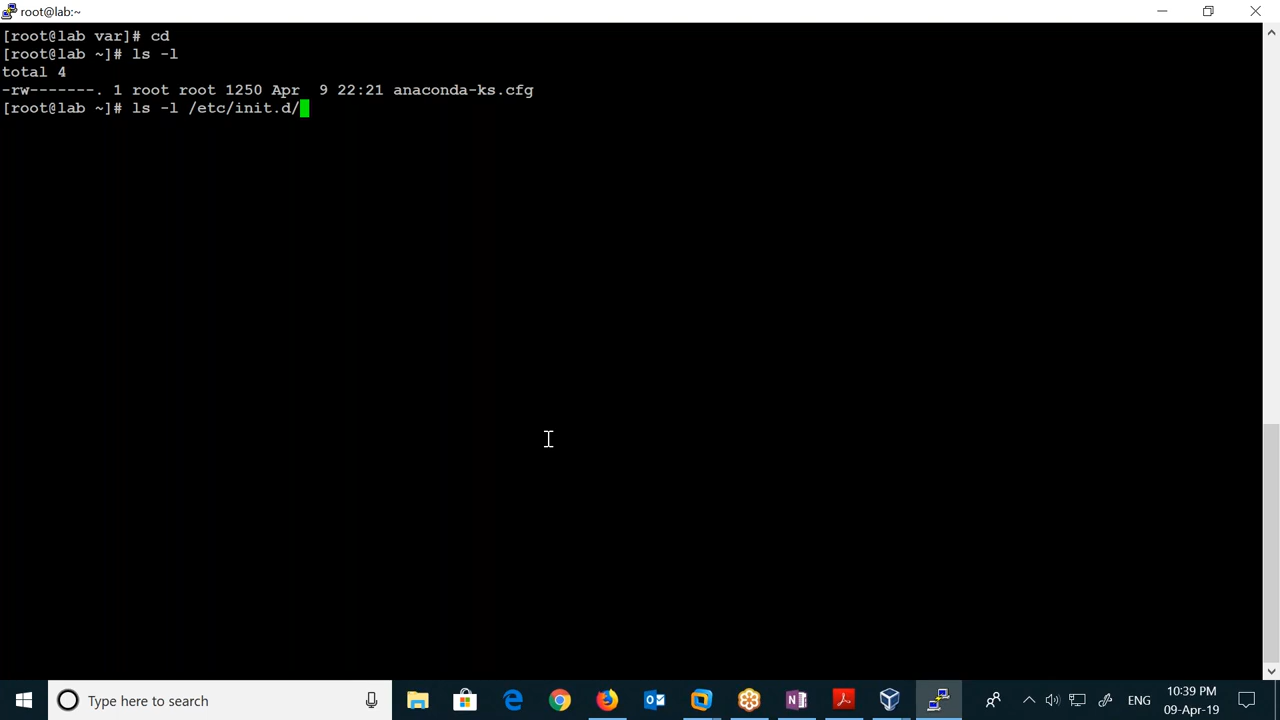 root@lab:~
[root@lab var]# cd
[root@lab ~]# ls -l
total 4
-rw-------. 1 root root 1250 Apr  9 22:21 anaconda-ks.cfg
[root@lab ~]# ls -l /etc/init.d/
Type here to search
ENG
10:39 PM
09-Apr-19